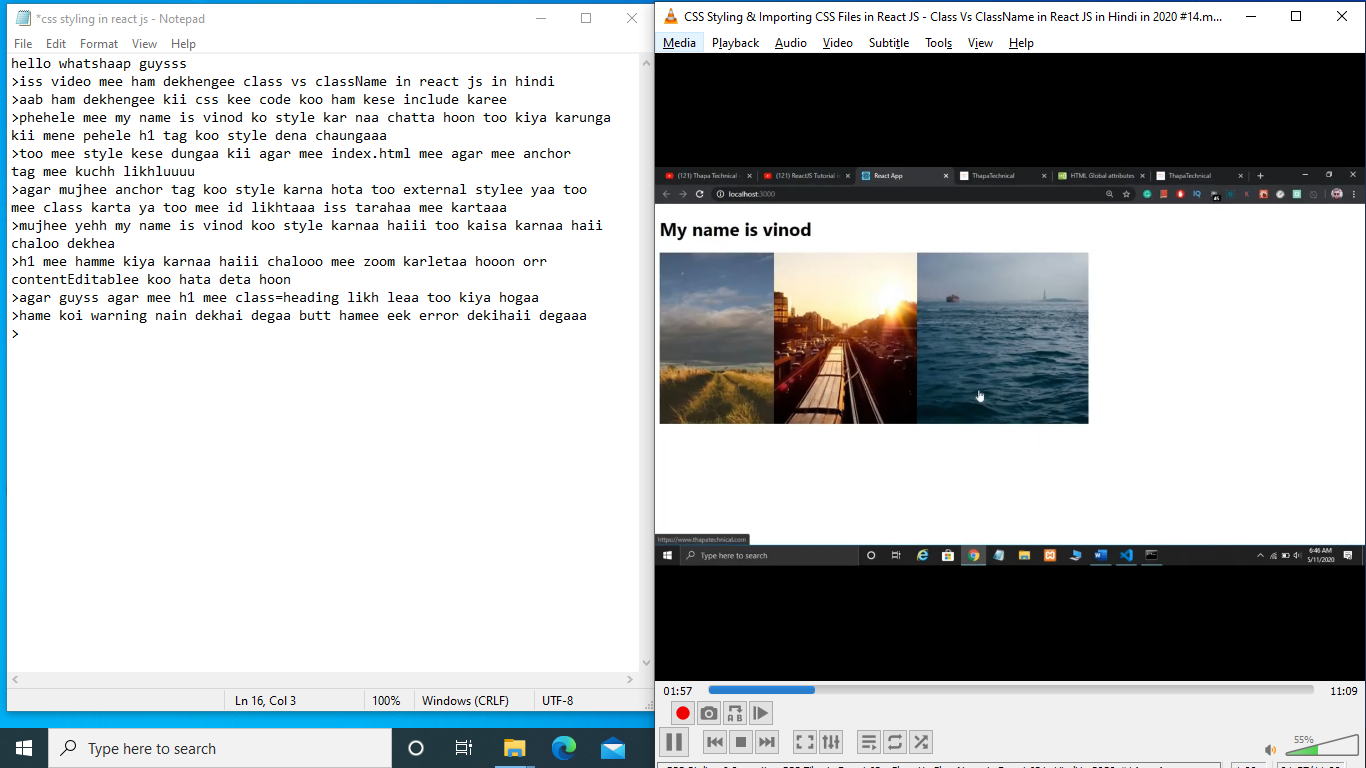 *css styling in react js - Notepad
File Edit Format View Help
hello whatshaap guysss
>iss video mee ham dekhengee class vs className in react js in hindi
>aab ham dekhengee kii css kee code koo ham kese include karee
>phehele mee my name is vinod ko style kar naa chatta hoon too kiya karunga
kii mene pehele h1 tag koo style dena chaungaaa
>too mee style kese dungaa kii agar mee index.html mee agar mee anchor
tag mee kuchh likhluuuu
>agar mujhee anchor tag koo style karna hota too external stylee yaa too
mee class karta ya too mee id likhtaaa iss tarahaa mee kartaaa
>mujhee yehh my name is vinod koo style karnaa haiii too kaisa karnaa haii
chaloo dekhea
>h1 mee hamme kiya karnaa haiii chalooo mee zoom karletaa hooon orr
contentEditablee koo hata deta hoon
>agar guyss agar mee h1 mee class=heading likh leaa too kiya hogaa
>hame koi warning nain dekhai degaa butt hamee eek error dekihaii degaaa
>
Ln 16, Col 3 100% Windows (CRLF) UTF-8
Type here to search
CSS Styling & Importing CSS Files in React JS - Class Vs ClassName in React JS in Hindi in 2020 #14.m...
Media Playback Audio Video Subtitle Tools View Help
(121) Thapa Technical (121) ReactJS Tutorial React App ThapaTechnical HTML Global attributes ThapaTechnical
localhost:3000
My name is vinod
https://www.thapatechnical.com
Type here to search
6:46 AM
5/11/2020
01:57 11:09
55%